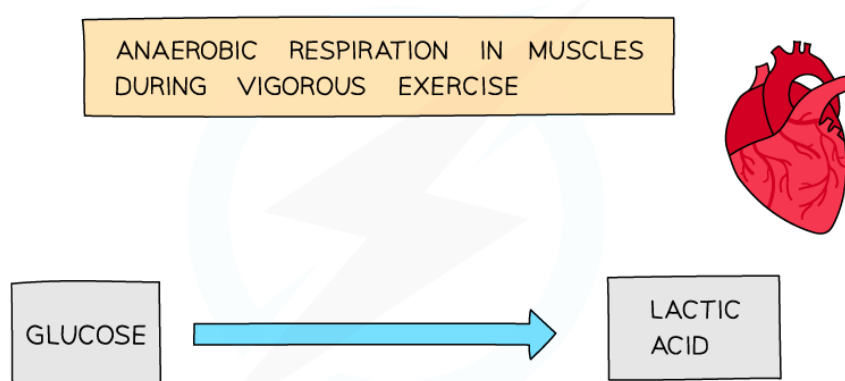 ANAEROBIC RESPIRATION IN MUSCLES
DURING VIGOROUS EXERCISE
GLUCOSE
LACTIC
ACID